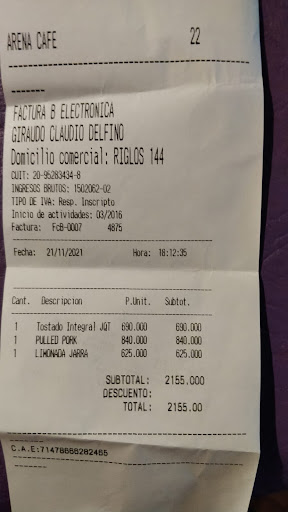 ARENA CAFE 22
FACTURA B ELECTRONICA
GIRAUDO CLAUDIO DELFINO
Domicilio comercial: RIGLOS 144
CUIT: 20-95283434-8
INGRESOS BRUTOS: 1502062-02
TIPO DE IVA: Resp. Inscripto
Inicio de actividades: 03/2016
Factura: FcB-0007 4875
Fecha: 21/11/2021 Hora: 18:12:35
Cant. Descripcion P.Unit. Subtot.
1 Tostado Integral JQT 690.000 690.000
1 PULLED PORK 840.000 840.000
1 LIMONADA JARRA 625.000 625.000
SUBTOTAL: 2155.000
DESCUENTO:
TOTAL: 2155.00
C.A.E:71478666282465